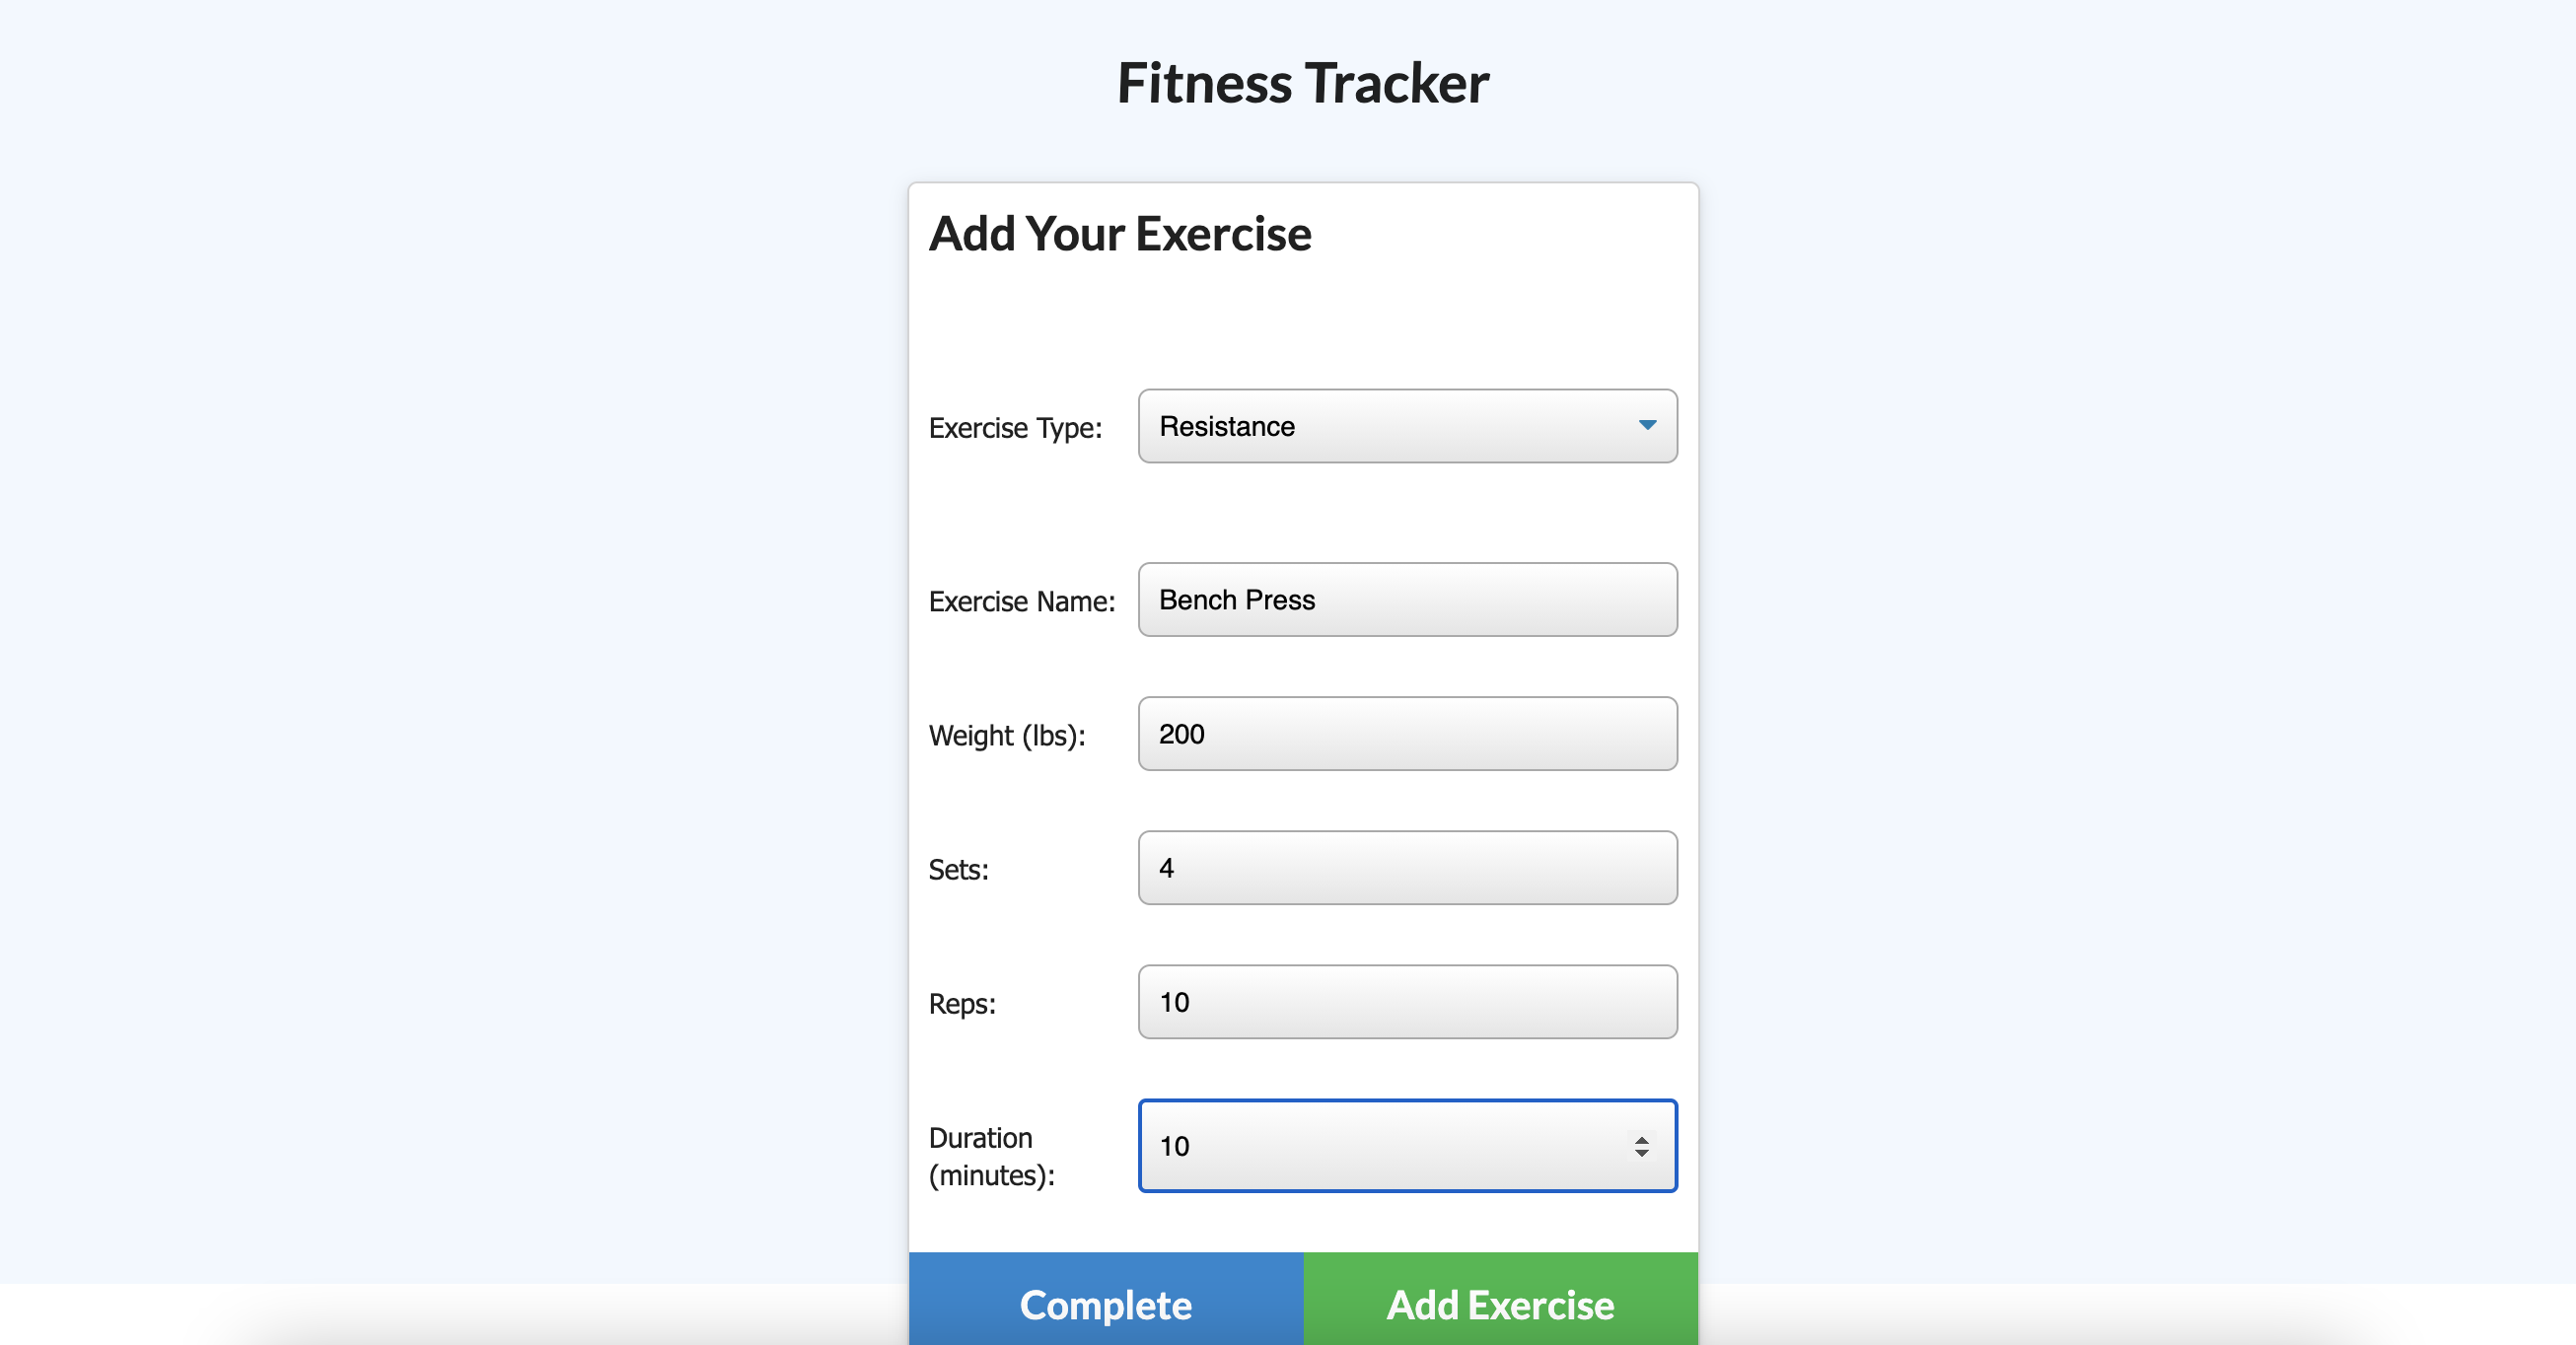 Fitness Tracker
Add Your Exercise
Exercise Type: Resistance
Exercise Name: Bench Press
Weight (lbs): 200
Sets: 4
Reps: 10
Duration
(minutes): 10
Complete Add Exercise